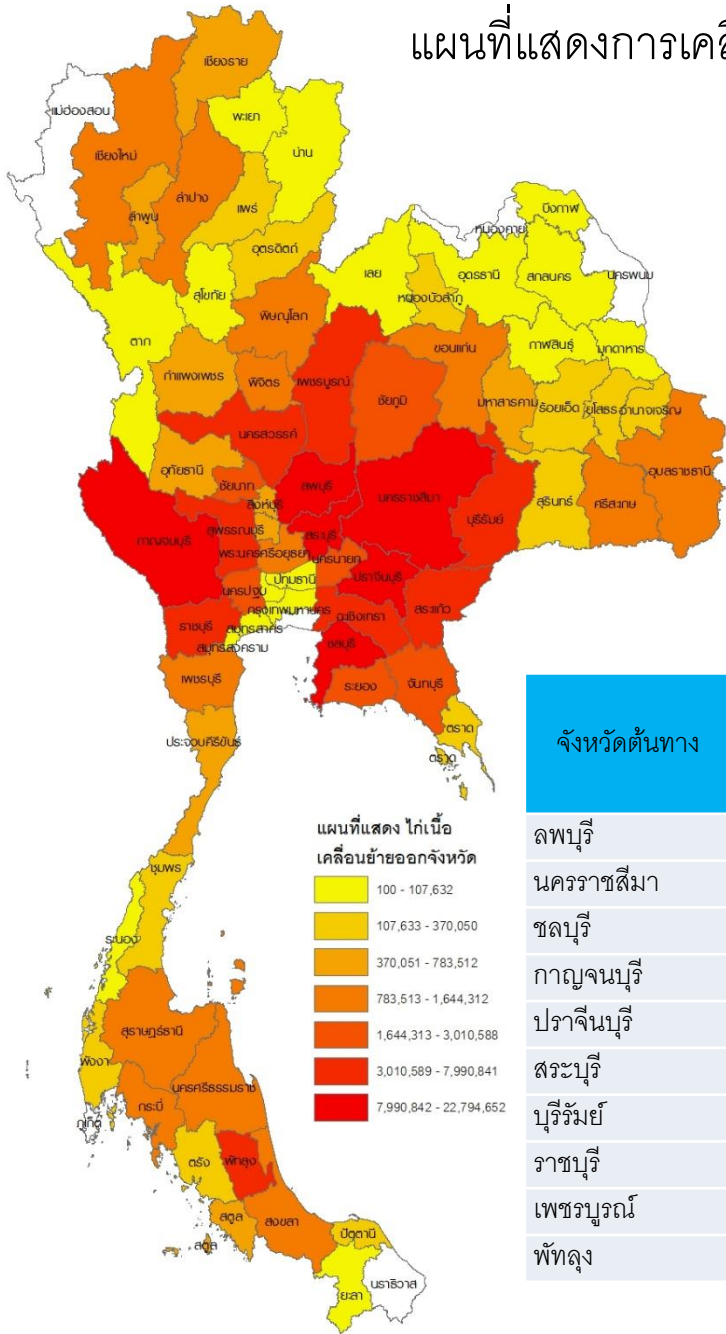 แผนที่แสดงการเคลื
เชียงราย
แม่ฮ่องสอน
พะเยา
น่าน
เชียงใหม่
ลำปาง
ลำพูน
แพร่
อุตรดิตถ์
บึงกาฬ
หนองคาย
เลย
อุดรธานี
สกลนคร
นครพนม
หนองบัวลำภู
สุโขทัย
พิษณุโลก
ตาก
ขอนแก่น
กาฬสินธุ์
มุกดาหาร
กำแพงเพชร
พิจิตร
เพชรบูรณ์
ชัยภูมิ
มหาสารคาม
ร้อยเอ็ด
ยโสธร
อำนาจเจริญ
นครสวรรค์
อุทัยธานี
ชัยนาท
ลพบุรี
นครราชสีมา
บุรีรัมย์
สุรินทร์
ศรีสะเกษ
อุบลราชธานี
สิงห์บุรี
กาญจนบุรี
สุพรรณบุรี
สระบุรี
พระนครศรีอยุธยา
นครนายก
ปราจีนบุรี
สระแก้ว
ปทุมธานี
นครปฐม
กรุงเทพมหานคร
ฉะเชิงเทรา
ราชบุรี
สมุทรสาคร
สมุทรสงคราม
ชลบุรี
เพชรบุรี
ระยอง
จันทบุรี
ตราด
ตราด
ประจวบคีรีขันธ์
จังหวัดต้นทาง
ลพบุรี
นครราชสีมา
ชลบุรี
กาญจนบุรี
ปราจีนบุรี
สระบุรี
บุรีรัมย์
ราชบุรี
เพชรบูรณ์
พัทลุง
แผนที่แสดง ไก่เนื้อ
เคลื่อนย้ายออกจังหวัด
100 - 107,632
107,633 - 370,050
370,051 - 783,512
783,513 - 1,644,312
1,644,313 - 3,010,588
3,010,589 - 7,990,841
7,990,842 - 22,794,652
ชุมพร
ระนอง
สุราษฎร์ธานี
พังงา
นครศรีธรรมราช
กระบี่
ภูเก็ต
ตรัง
พัทลุง
สตูล
สงขลา
สตูล
ปัตตานี
ยะลา
นราธิวาส